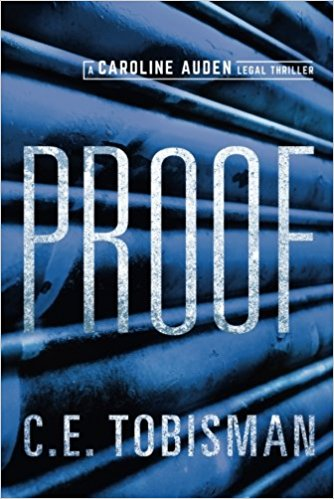 A CAROLINE AUDEN LEGAL THRILLER
PROOF
C.E. TOBISMAN